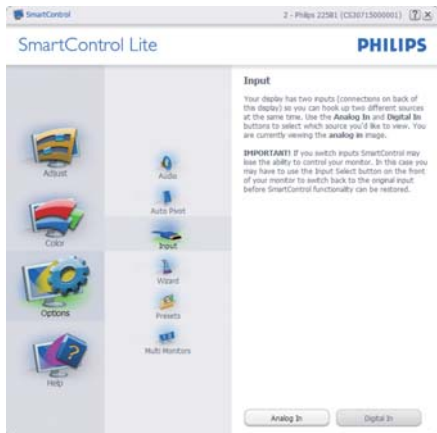 SmartControl
2 - Philips 225B1 (CS30715000001)
SmartControl Lite
PHILIPS
Adjust
Color
Options
Help
Audio
Auto Pivot
Input
Wizard
Presets
Multi Monitors
Input
Your display has two inputs (connections on back of
the display) so you can hook up two different sources
at the same time. Use the Analog In and Digital In
buttons to select which source you'd like to view. You
are currently viewing the analog in image.
IMPORTANT! If you switch inputs SmartControl may
lose the ability to control your monitor. In this case you
may have to use the Input Select button on the front
of your monitor to switch back to the original input
before SmartControl functionality can be restored.
Analog In
Digital In